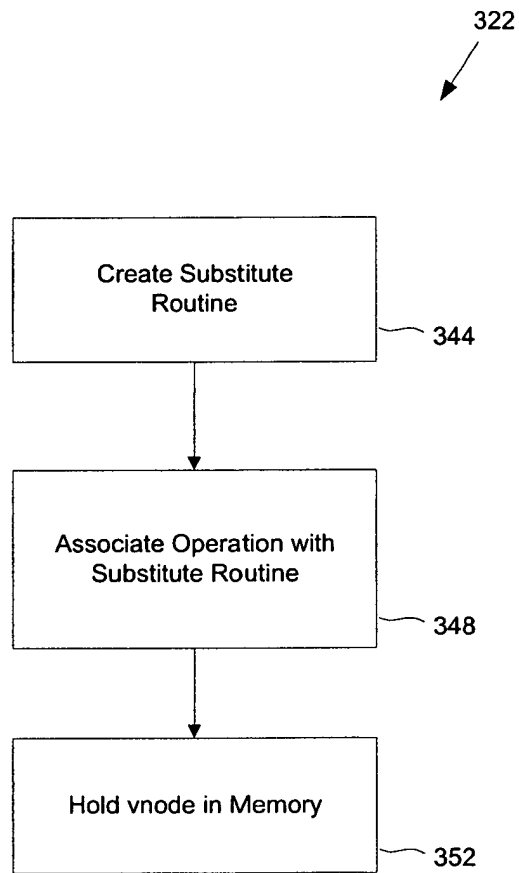 322
Create Substitute
Routine
344
Associate Operation with
Substitute Routine
348
Hold vnode in Memory
352